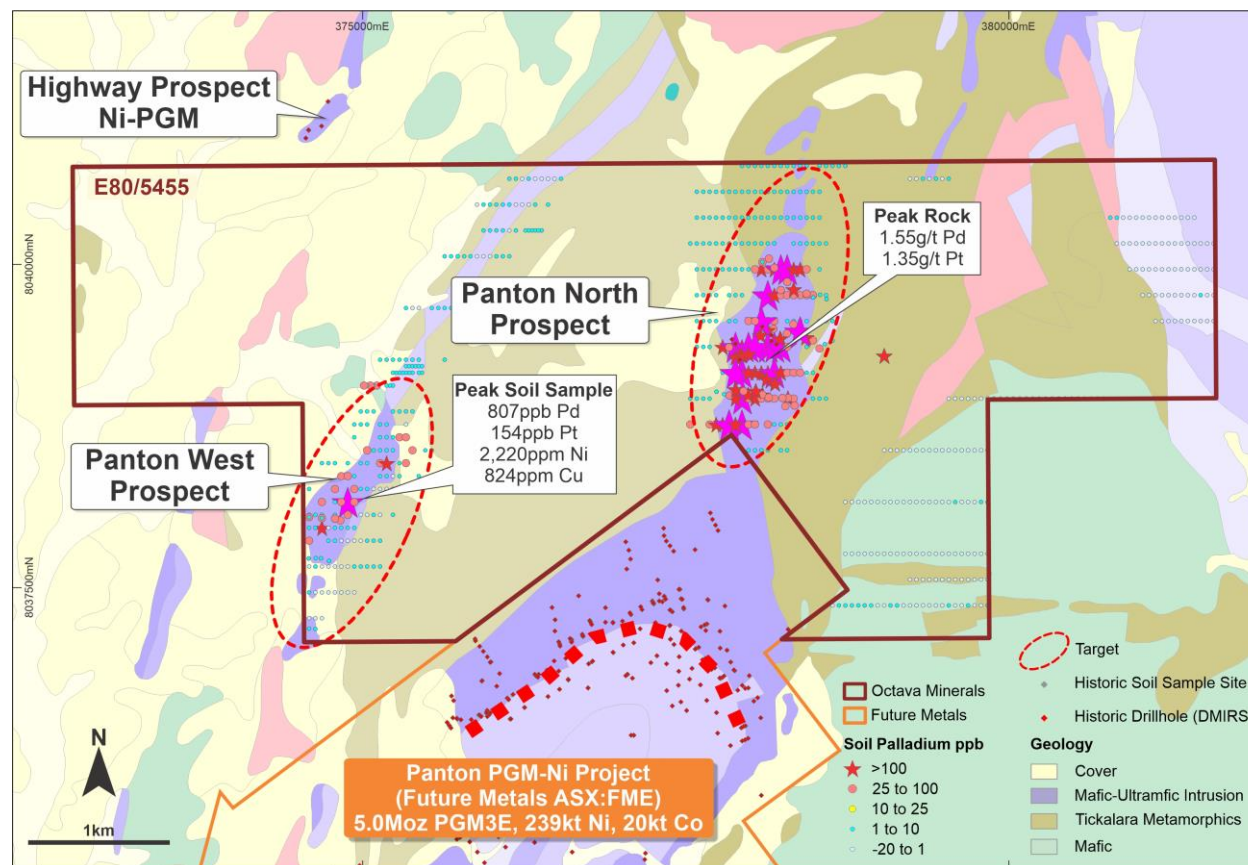 375000mE
380000mE
Highway Prospect
Ni-PGM
E80/5455
8040000mN
Peak Rock
1.55g/t Pd
1.35g/t Pt
Panton North
Prospect
Peak Soil Sample
807ppb Pd
154ppb Pt
2,220ppm Ni
824ppm Cu
Panton West
Prospect
8037500mN
N
1km
Panton PGM-Ni Project
(Future Metals ASX:FME)
5.0Moz PGM3E, 239kt Ni, 20kt Co
Octava Minerals
Future Metals
Soil Palladium ppb
>100
25 to 100
10 to 25
1 to 10
-20 to 1
Target
Historic Soil Sample Site
Historic Drillhole (DMIRS
Geology
Cover
Mafic-Ultramfic Intrusion
Tickalara Metamorphics
Mafic